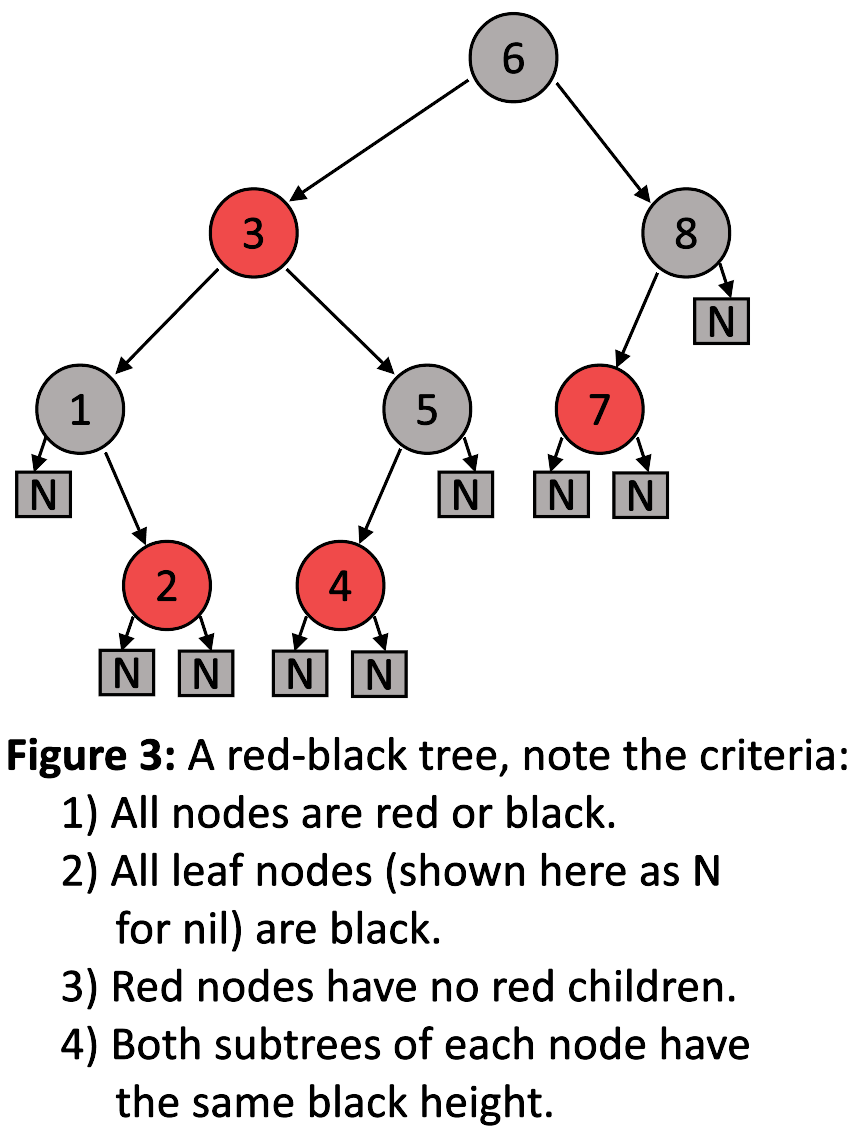 6
3
8
N
1
5
7
N
N
N
N
2
4
N
N
N
N
Figure 3: A red-black tree, note the criteria:
1) All nodes are red or black.
2) All leaf nodes (shown here as N
for nil) are black.
3) Red nodes have no red children.
4) Both subtrees of each node have
the same black height.